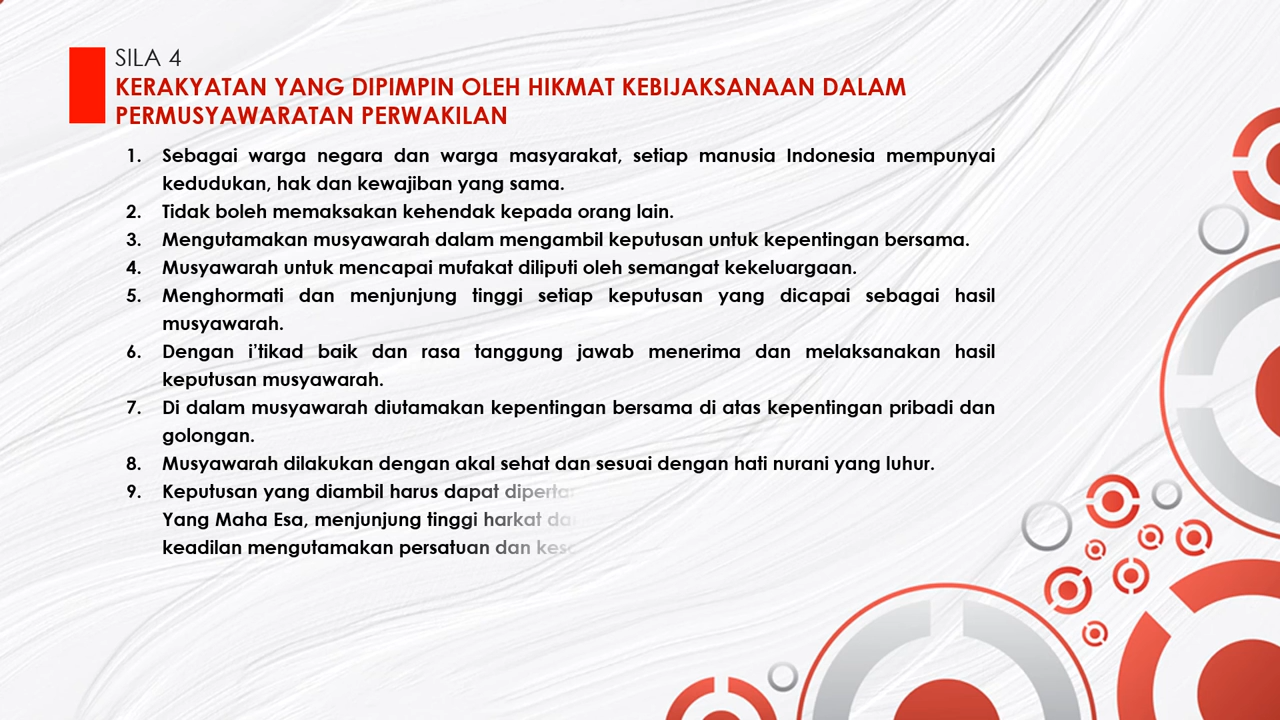 SILA 4
KERAKYATAN YANG DIPIMPIN OLEH HIKMAT KEBIJAKSANAAN DALAM
PERMUSYAWARATAN PERWAKILAN
1. Sebagai warga negara dan warga masyarakat, setiap manusia Indonesia mempunyai
kedudukan, hak dan kewajiban yang sama.
2. Tidak boleh memaksakan kehendak kepada orang lain.
3. Mengutamakan musyawarah dalam mengambil keputusan untuk kepentingan bersama.
4. Musyawarah untuk mencapai mufakat diliputi oleh semangat kekeluargaan.
5. Menghormati dan menjunjung tinggi setiap keputusan yang dicapai sebagai hasil
musyawarah.
6. Dengan i’tikad baik dan rasa tanggung jawab menerima dan melaksanakan hasil
keputusan musyawarah.
7. Di dalam musyawarah diutamakan kepentingan bersama di atas kepentingan pribadi dan
golongan.
8. Musyawarah dilakukan dengan akal sehat dan sesuai dengan hati nurani yang luhur.
9. Keputusan yang diambil harus dapat
Yang Maha Esa, menjunjung tinggi harkat
keadilan mengutamakan persatuan dan